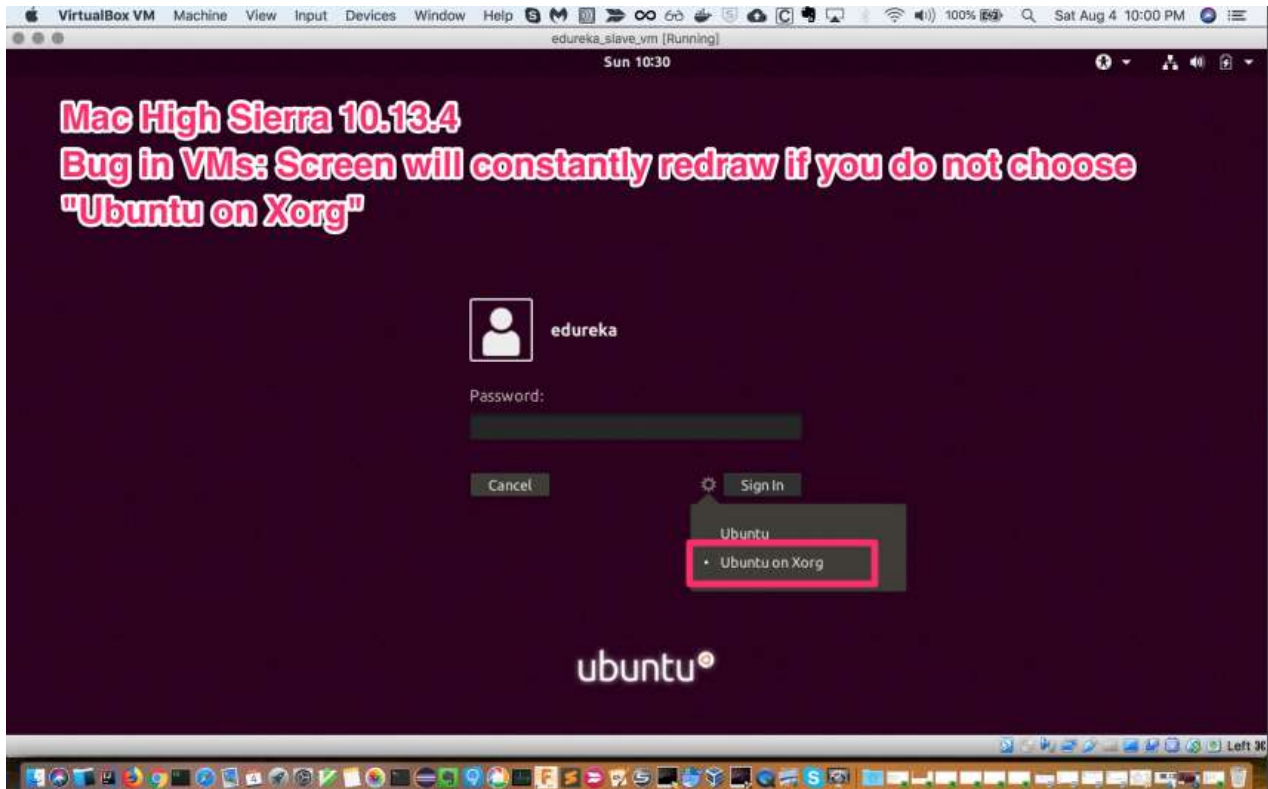 VirtualBox VM Machine View Input Devices Window Help 100% Sat Aug 4 10:00 PM
edureka_slave_vm [Running]
Sun 10:30
Mac High Sierra 10.13.4
Bug in VMs: Screen will constantly redraw if you do not choose
"Ubuntu on Xorg"
edureka
Password:
Cancel Sign In
Ubuntu
• Ubuntu on Xorg
ubuntu
Left